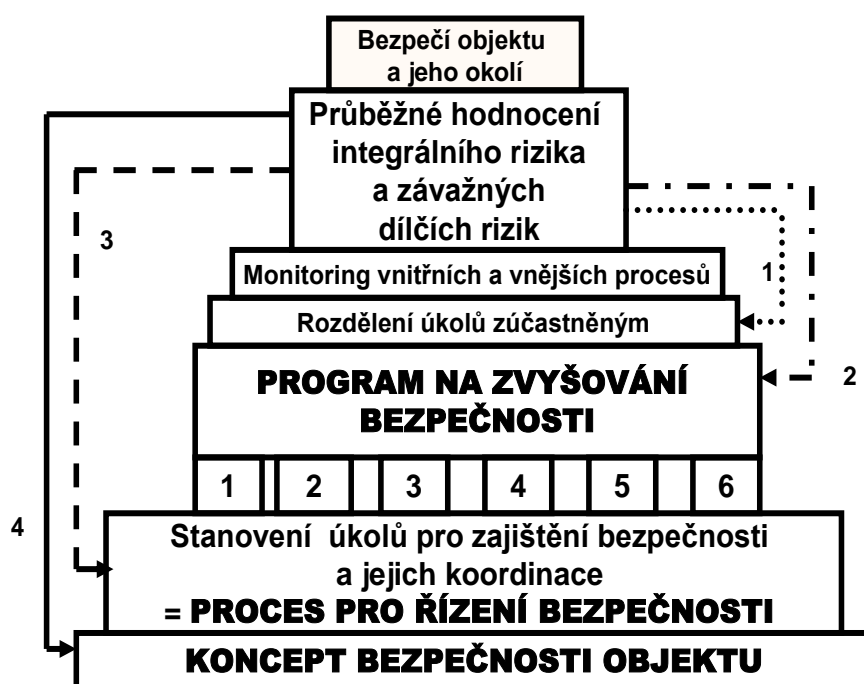 Bezpečí objektu
a jeho okolí
Průběžné hodnocení
integrálního rizika
a závažných
dílčích rizik
3
1
Monitoring vnitřních a vnějších procesů
Rozdělení úkolů zúčastněným
2
PROGRAM NA ZVYŠOVÁNÍ
BEZPEČNOSTI
1 2 3 4 5 6
4
Stanovení úkolů pro zajištění bezpečnosti
a jejich koordinace
= PROCES PRO ŘÍZENÍ BEZPEČNOSTI
KONCEPT BEZPEČNOSTI OBJEKTU